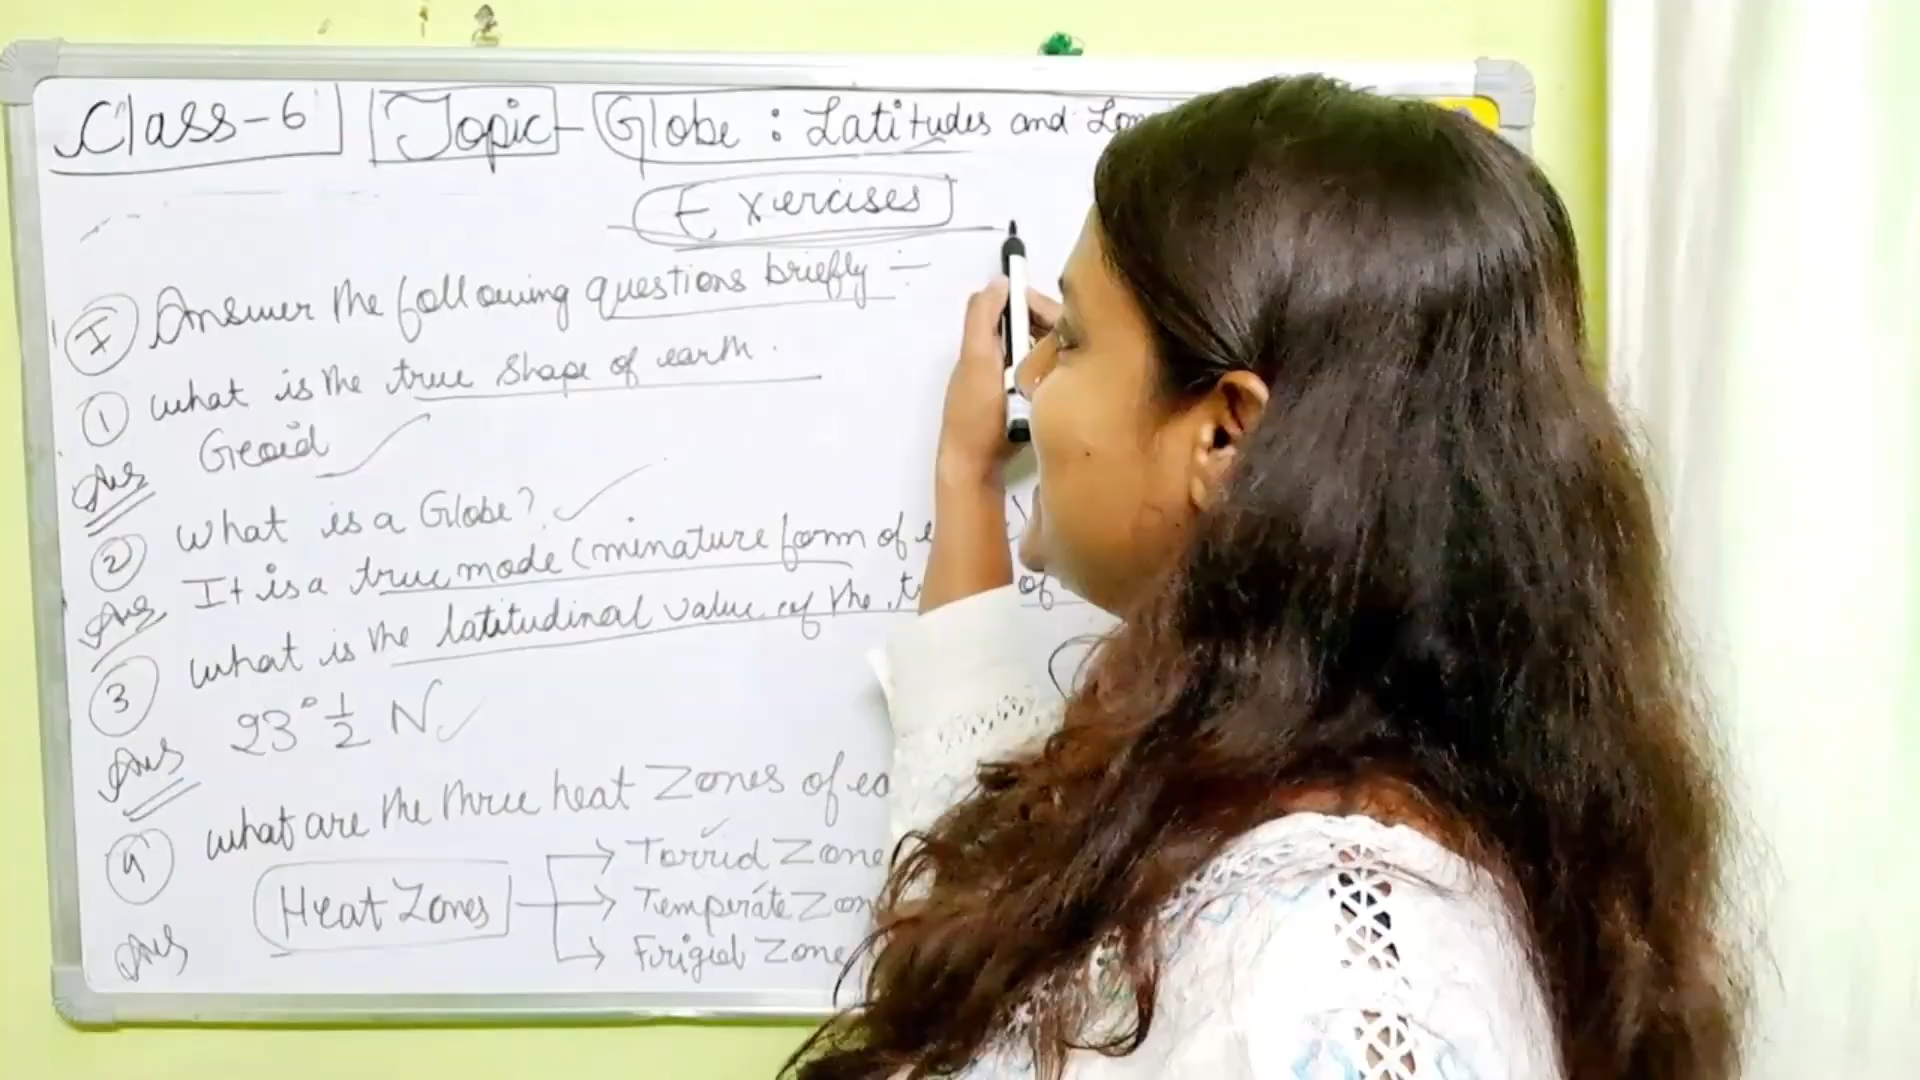 Class-6 Topic- Globe : Latitudes and
Exercises
I Answer the following questions briefly :-
1 What is the true shape of earth.
Ans Geoid
2 What is a Globe?
Ans It is a true mode (minature form of
3 What is the latitudinal value of the of
Ans 23°½ N
4 What are the three heat Zones of
Ans Heat Zones
Torrid Zone
Temperate Zon
Frigid Zone